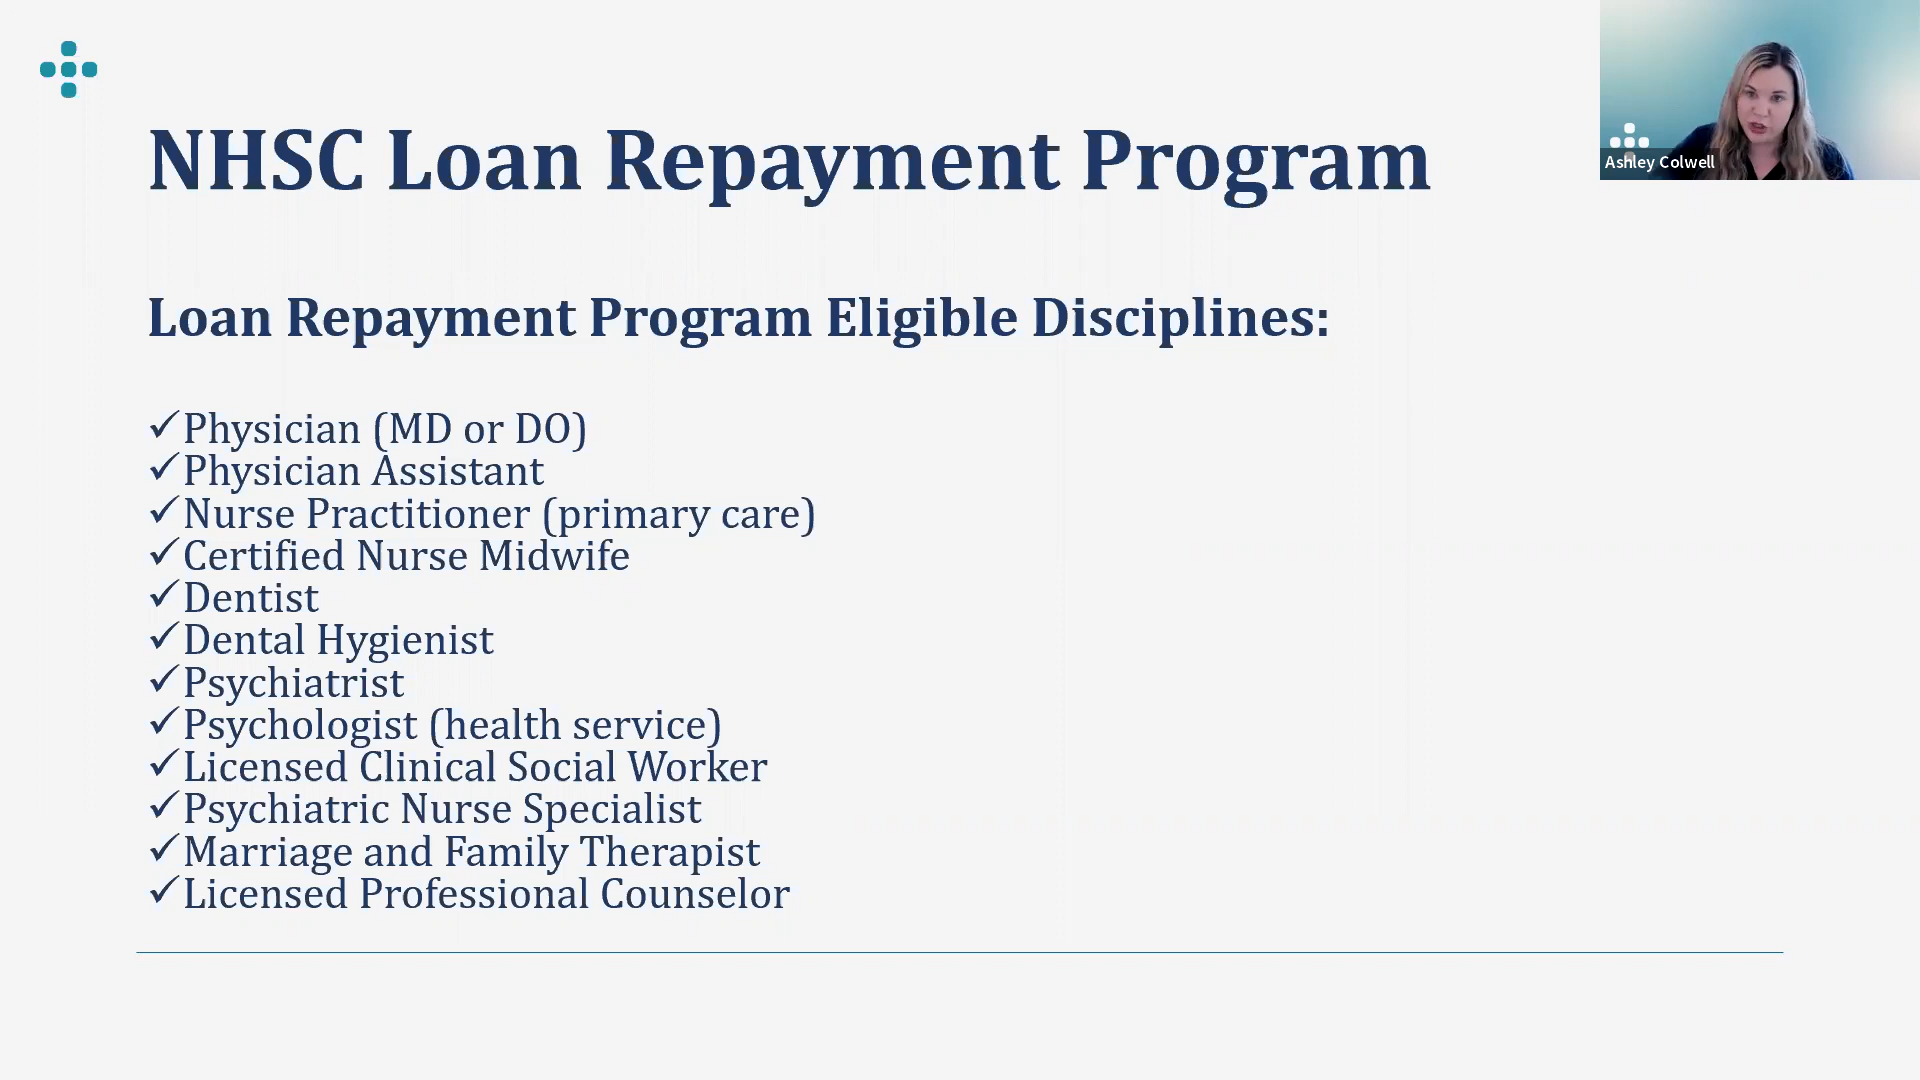 NHSC Loan Repayment Program
Ashley Colwell
Loan Repayment Program Eligible Disciplines:
✓Physician (MD or DO)
✓Physician Assistant
✓Nurse Practitioner (primary care)
✓Certified Nurse Midwife
✓Dentist
✓Dental Hygienist
✓Psychiatrist
✓Psychologist (health service)
✓Licensed Clinical Social Worker
✓Psychiatric Nurse Specialist
✓Marriage and Family Therapist
✓Licensed Professional Counselor